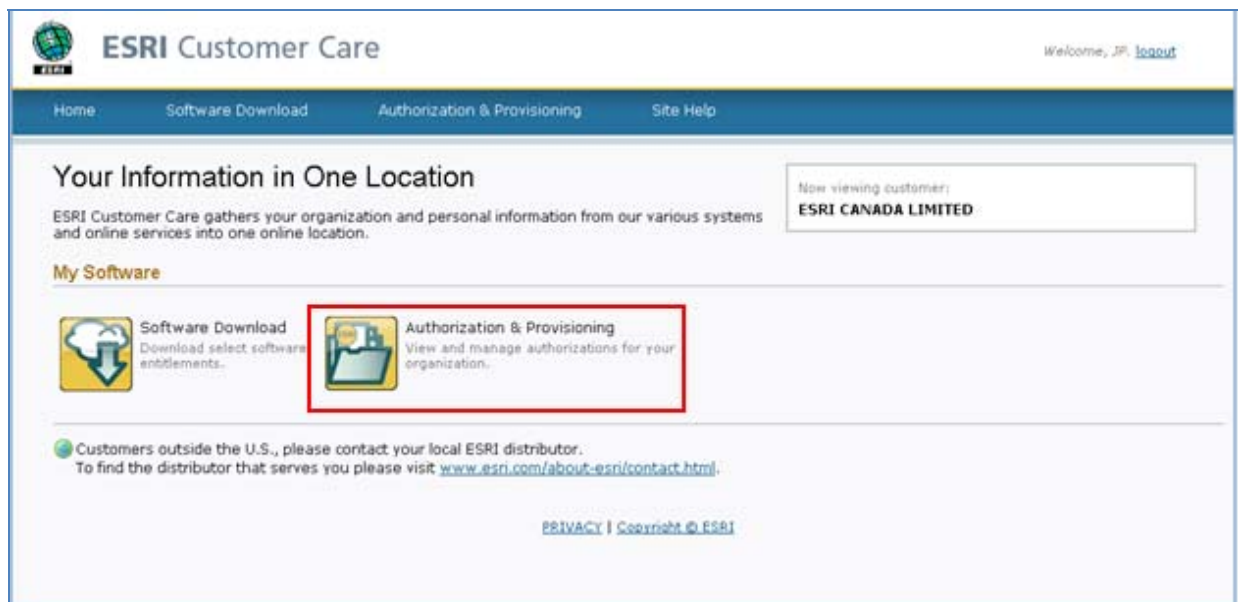 ESRI
ESRI Customer Care
Welcome, JP. logout
Home Software Download Authorization & Provisioning Site Help
Your Information in One Location
ESRI Customer Care gathers your organization and personal information from our various systems
and online services into one online location.
Now viewing customer:
ESRI CANADA LIMITED
My Software
Software Download
Download select software
entitlements.
Authorization & Provisioning
View and manage authorizations for your
organization.
Customers outside the U.S., please contact your local ESRI distributor.
To find the distributor that serves you please visit www.esri.com/about-esri/contact.html.
PRIVACY | Copyright © ESRI